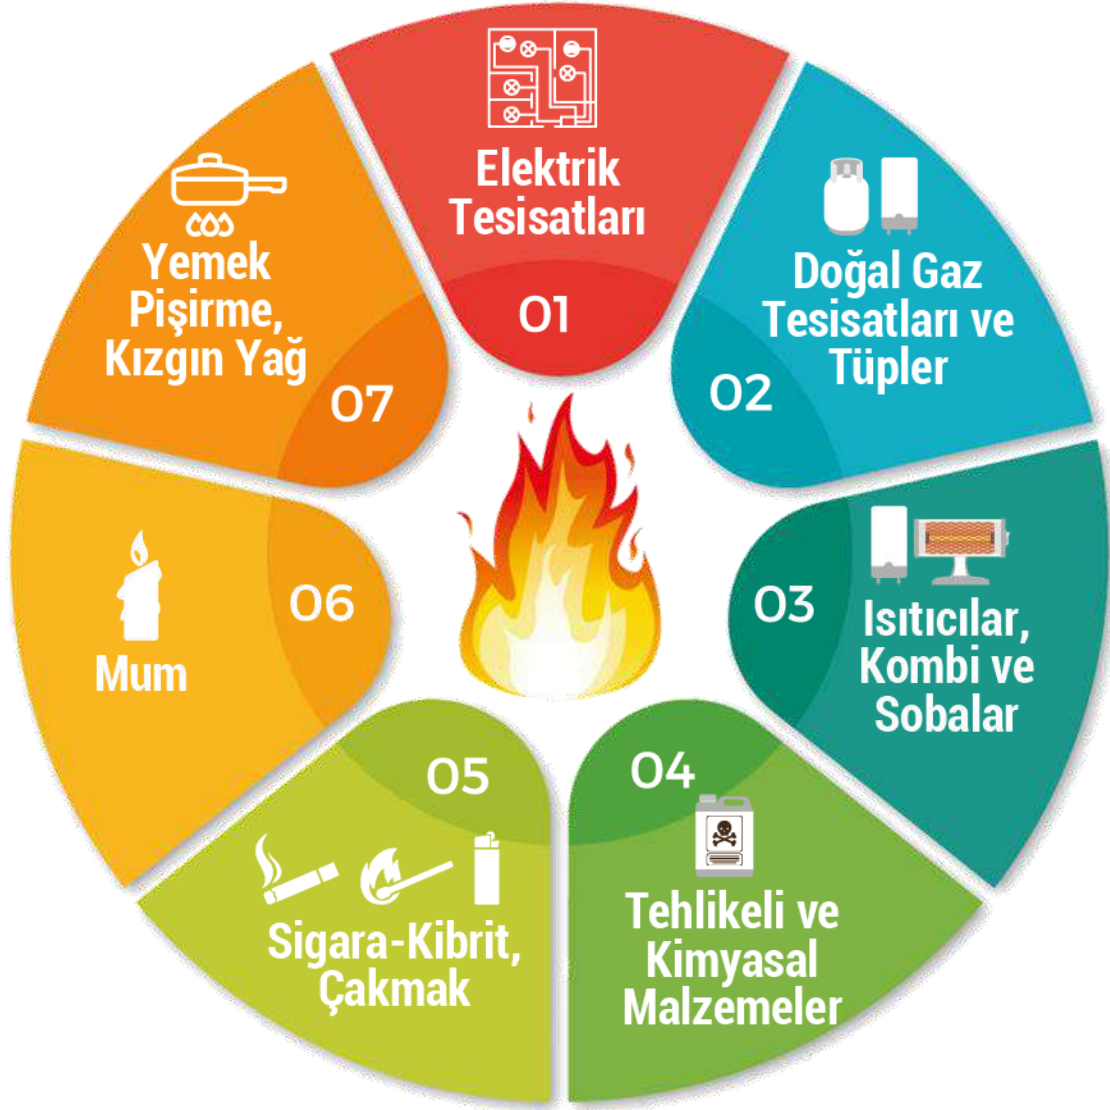 Elektrik
Tesisatları
01
Doğal Gaz
Tesisatları ve
Tüpler
02
03
Isıtıcılar,
Kombi ve
Sobalar
04
Tehlikeli ve
Kimyasal
Malzemeler
05
Sigara-Kibrit,
Çakmak
06
Mum
Yemek
Pişirme,
Kızgın Yağ
07